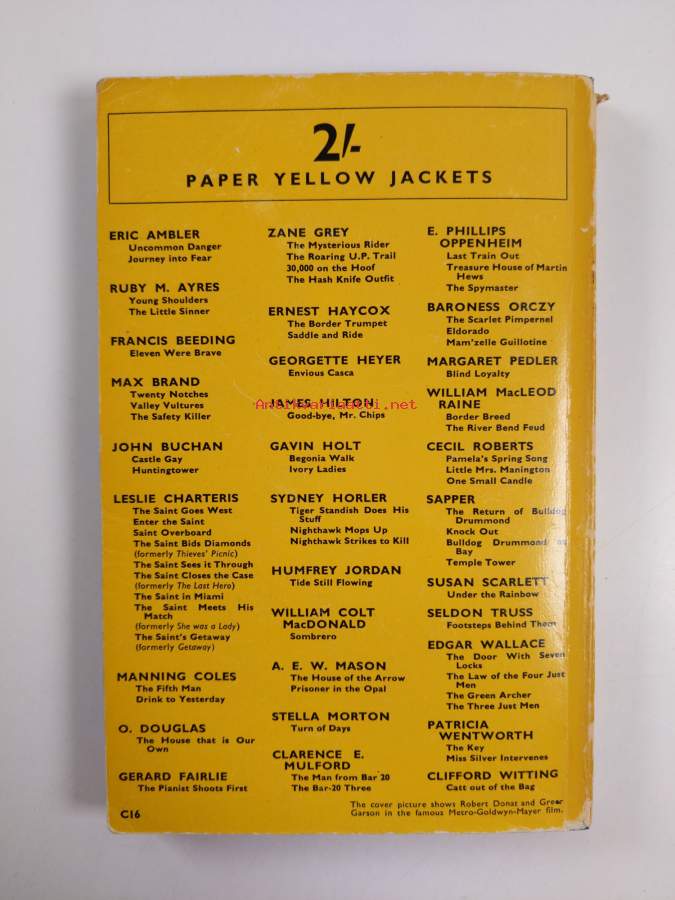 2/-
PAPER YELLOW JACKETS
ERIC AMBLER
Uncommon Danger
Journey into Fear
RUBY M. AYRES
Young Shoulders
The Little Sinner
FRANCIS BEEDING
Eleven Were Brave
MAX BRAND
Twenty Notches
Valley Vultures
The Safety Killer
JOHN BUCHAN
Castle Gay
Huntingtower
LESLIE CHARTERIS
The Saint Goes West
Enter the Saint
Saint Overboard
The Saint Bids Diamonds
(formerly Thieves' Picnic)
The Saint Sees it Through
The Saint Closes the Case
(formerly The Last Hero)
The Saint in Miami
The Saint Meets His
Match
(formerly She was a Lady)
The Saint's Getaway
(formerly Getaway)
MANNING COLES
The Fifth Man
Drink to Yesterday
O. DOUGLAS
The House that is Our
Own
GERARD FAIRLIE
The Pianist Shoots First
C16
ZANE GREY
The Mysterious Rider
The Roaring U.P. Trail
30,000 on the Hoof
The Hash Knife Outfit
ERNEST HAYCOX
The Border Trumpet
Saddle and Ride
GEORGETTE HEYER
Envious Casca
JAMES HILTON
Antikvariaatti.net
Good-bye, Mr. Chips
GAVIN HOLT
Begonia Walk
Ivory Ladies
SYDNEY HORLER
Tiger Standish Does His
Stuff
Nighthawk Mops Up
Nighthawk Strikes to Kill
HUMFREY JORDAN
Tide Still Flowing
WILLIAM COLT
MacDONALD
Sombrero
A. E. W. MASON
The House of the Arrow
Prisoner in the Opal
STELLA MORTON
Turn of Days
CLARENCE E.
MULFORD
The Man from Bar 20
The Bar-20 Three
E. PHILLIPS
OPPENHEIM
Last Train Out
Treasure House of Martin
Hews
The Spymaster
BARONESS ORCZY
The Scarlet Pimpernel
Eldorado
Mam'zelle Guillotine
MARGARET PEDLER
Blind Loyalty
WILLIAM MacLEOD
RAINE
Border Breed
The River Bend Feud
CECIL ROBERTS
Pamela's Spring Song
Little Mrs. Manington
One Small Candle
SAPPER
The Return of Bulldog
Drummond
Knock Out
Bulldog Drummond at
Bay
Temple Tower
SUSAN SCARLETT
Under the Rainbow
SELDON TRUSS
Footsteps Behind Them
EDGAR WALLACE
The Door With Seven
Locks
The Law of the Four Just
Men
The Green Archer
The Three Just Men
PATRICIA
WENTWORTH
The Key
Miss Silver Intervenes
CLIFFORD WITTING
Catt out of the Bag
The cover picture shows Robert Donat and Greer
Garson in the famous Metro-Goldwyn-Mayer film.